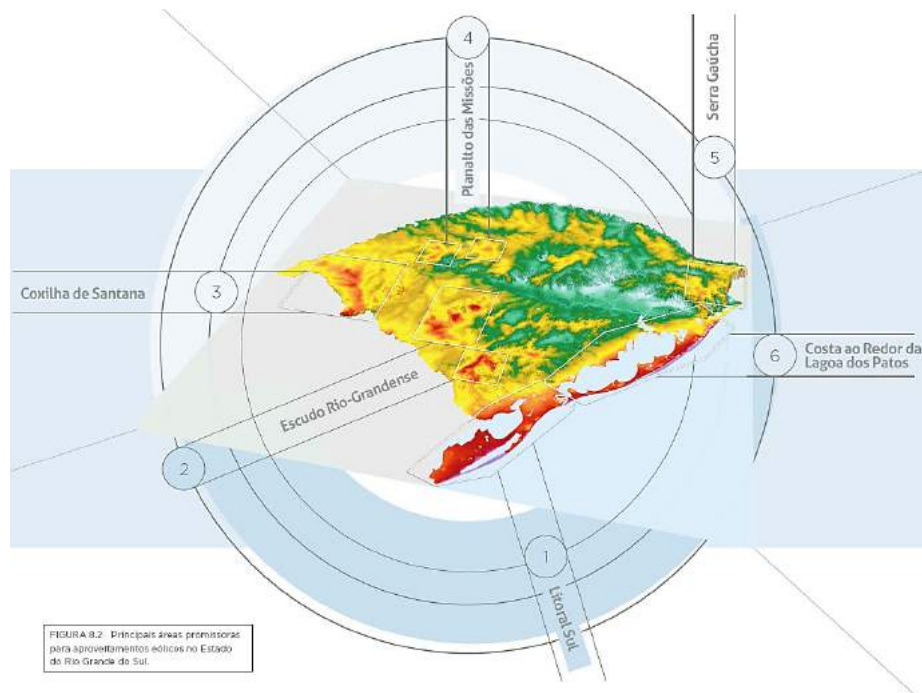 4
Planatto das Missões
Serra Gaúcha
5
Coxilha de Santana
3
6
Costa ao Redor da
Lagoa dos Patos
Escudo Rio-Grandense
2
1
Litoral Sul
FIGURA 8.2 Principais áreas promissoras
para aproveitamentos eólicos no Estado
do Rio Grande do Sul.